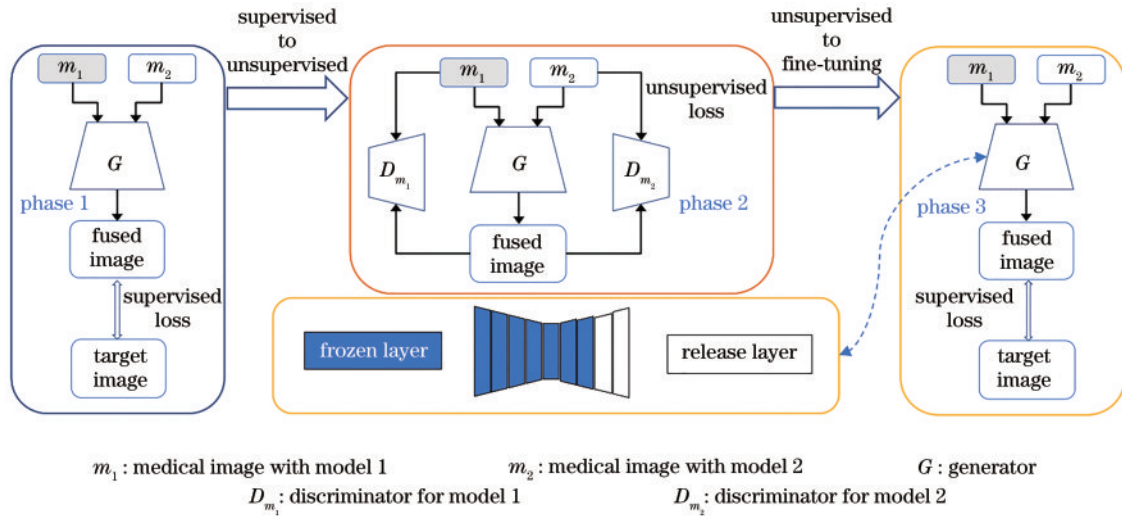 supervised
to
unsupervised
unsupervised
to
fine-tuning
m₁
m₂
G
phase 1
fused
image
supervised
loss
target
image
m₁
m₂
unsupervised
loss
Dₘ₁
G
Dₘ₂
phase 2
fused
image
m₁
m₂
G
phase 3
fused
image
supervised
loss
target
image
frozen layer
release layer
m₁ : medical image with model 1
m₂ : medical image with model 2
G : generator
Dₘ₁: discriminator for model 1
Dₘ₂: discriminator for model 2